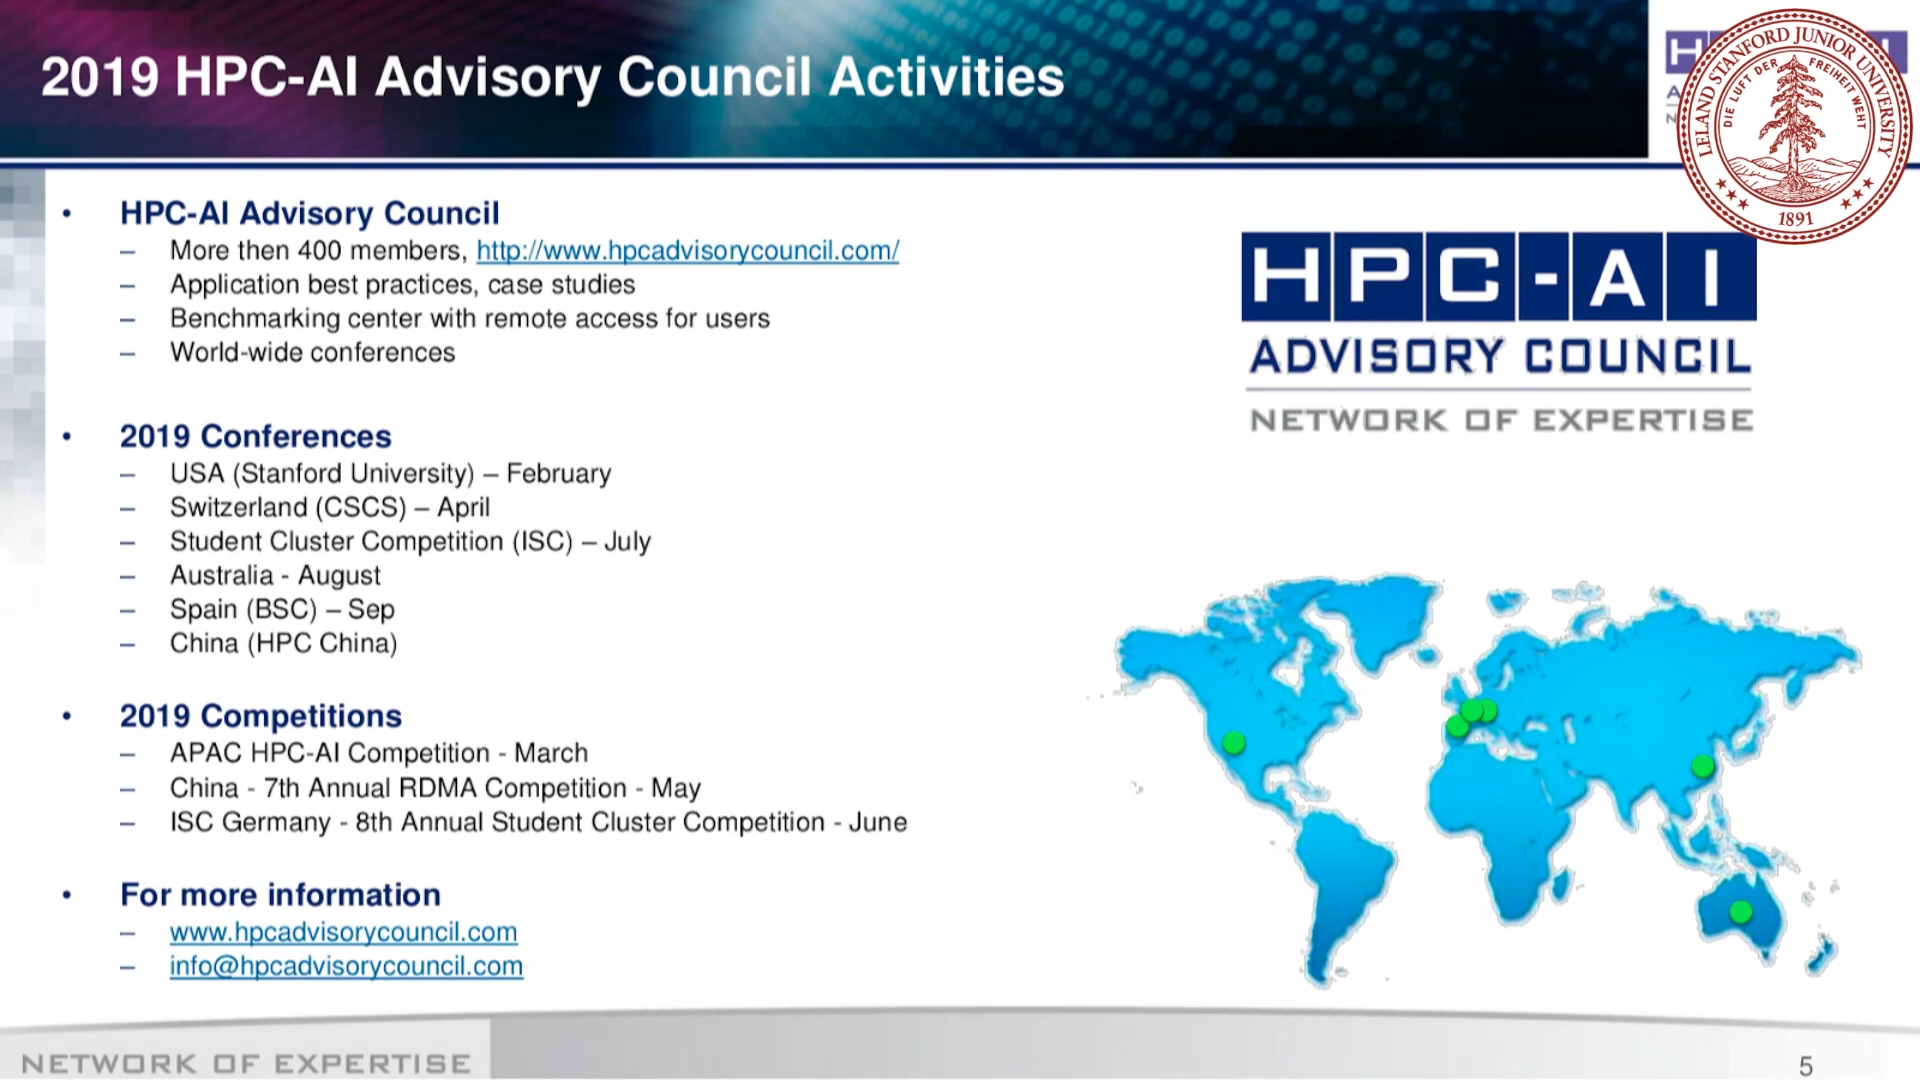 2019 HPC-AI Advisory Council Activities
LELAND STANFORD JUNIOR UNIVERSITY
DIE LUFT DER FREIHEIT WEHT
1891
• HPC-AI Advisory Council
– More then 400 members, http://www.hpcadvisorycouncil.com/
– Application best practices, case studies
– Benchmarking center with remote access for users
– World-wide conferences
HPC-AI
ADVISORY COUNCIL
NETWORK OF EXPERTISE
• 2019 Conferences
– USA (Stanford University) – February
– Switzerland (CSCS) – April
– Student Cluster Competition (ISC) – July
– Australia - August
– Spain (BSC) – Sep
– China (HPC China)
• 2019 Competitions
– APAC HPC-AI Competition - March
– China - 7th Annual RDMA Competition - May
– ISC Germany - 8th Annual Student Cluster Competition - June
• For more information
– www.hpcadvisorycouncil.com
– info@hpcadvisorycouncil.com
NETWORK OF EXPERTISE
5